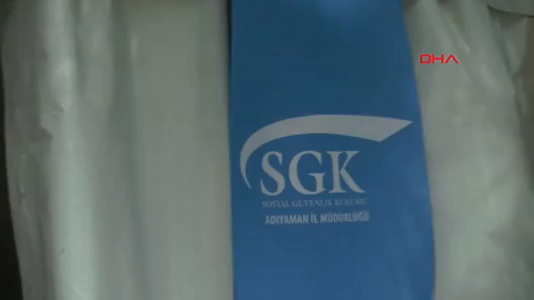 DHA
SGK
SOSYAL GÜVENLİK KURUMU
ADIYAMAN İL MÜDÜRLÜĞÜ